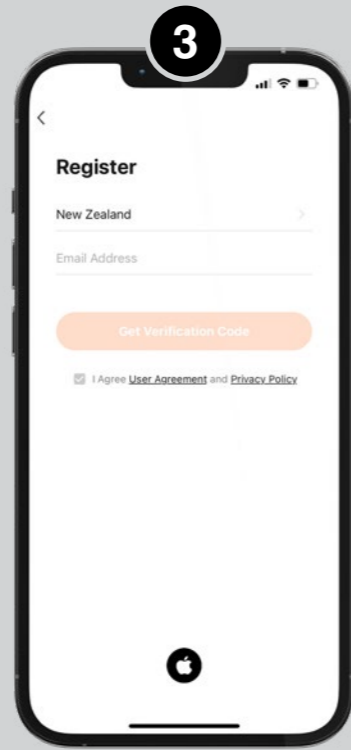 3
Register
New Zealand
Email Address
Get Verification Code
I Agree User Agreement and Privacy Policy